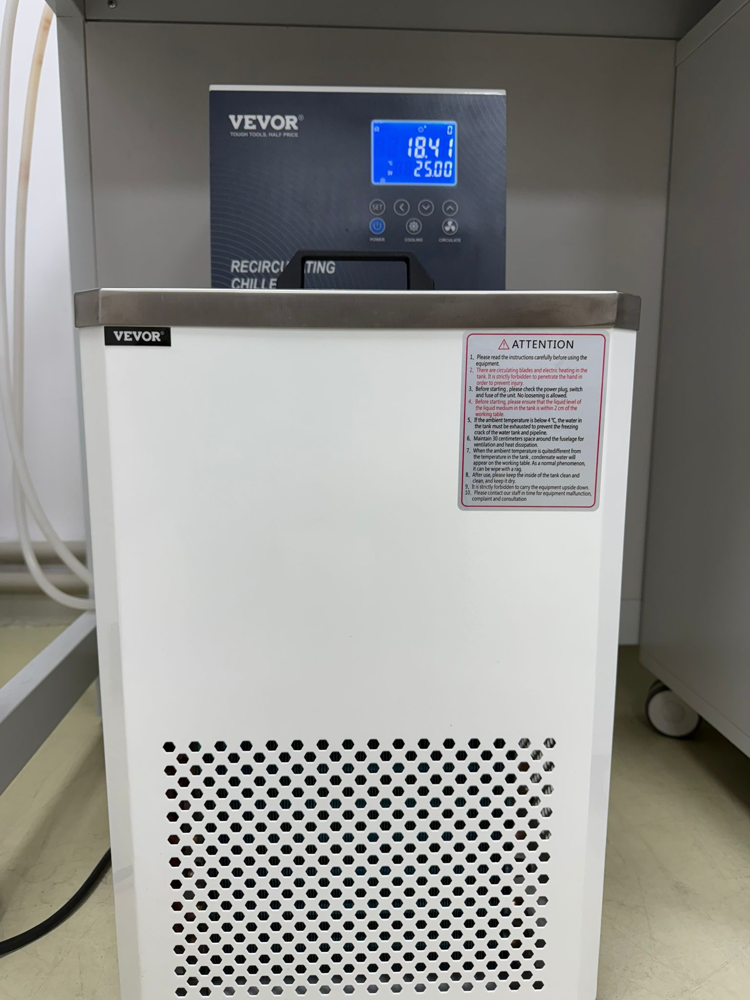 VEVOR®
TOUGH TOOLS, HALF PRICE
0
18.41
°C
SV
25.00
SET
POWER
COOLING
CIRCULATE
RECIRCU TING
CHILLE
VEVOR®
ATTENTION
1、Please read the instructions carefully before using the
equipment.
2、There are circulating blades and electric heating in the
tank. It is strictly forbidden to penetrate the hand in
order to prevent injury.
3、Before starting, please check the power plug, switch
and fuse of the unit. No loosening is allowed.
4、Before starting, please ensure that the liquid level of
the liquid medium in the tank is within 2 cm of the
working table.
5、If the ambient temperature is below 4 ℃, the water in
the tank must be exhausted to prevent the freezing
crack of the water tank and pipeline.
6、Maintain 30 centimeters space around the fuselage for
ventilation and heat dissipation.
7、When the ambient temperature is quitedifferent from
the temperature in the tank, condensate water will
appear on the working table. As a normal phenomenon,
it can be wipe with a rag.
8、After use, please keep the inside of the tank clean and
clean, and keep it dry.
9、It is strictly forbidden to carry the equipment upside down.
10、Please contact our staff in time for equipment malfunction,
complaint and consultation